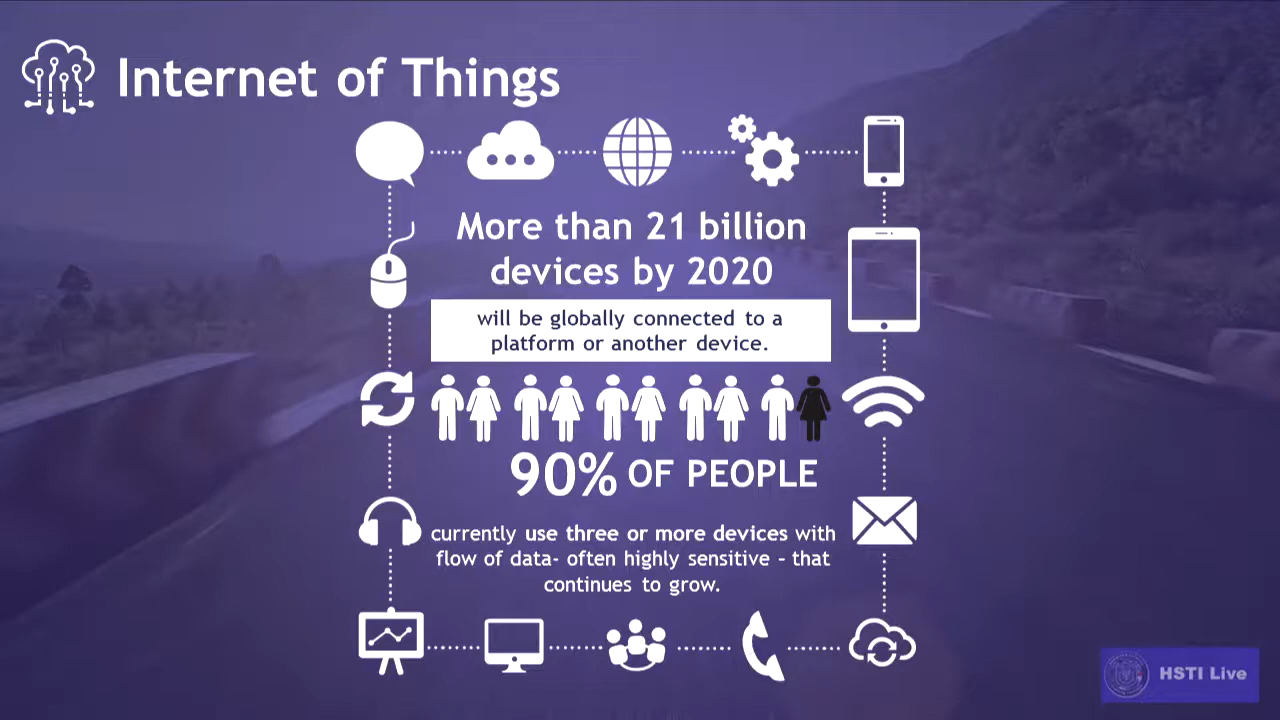 Internet of Things
More than 21 billion
devices by 2020
will be globally connected to a
platform or another device.
90% OF PEOPLE
currently use three or more devices with
flow of data- often highly sensitive – that
continues to grow.
HSTI Live